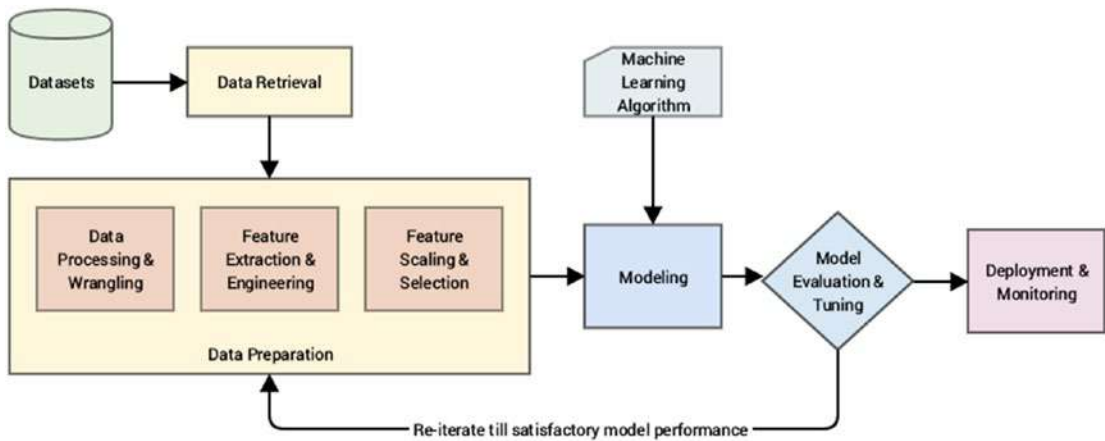 Datasets
Data Retrieval
Machine
Learning
Algorithm
Data
Processing &
Wrangling
Feature
Extraction &
Engineering
Feature
Scaling &
Selection
Data Preparation
Modeling
Model
Evaluation &
Tuning
Deployment &
Monitoring
Re-iterate till satisfactory model performance